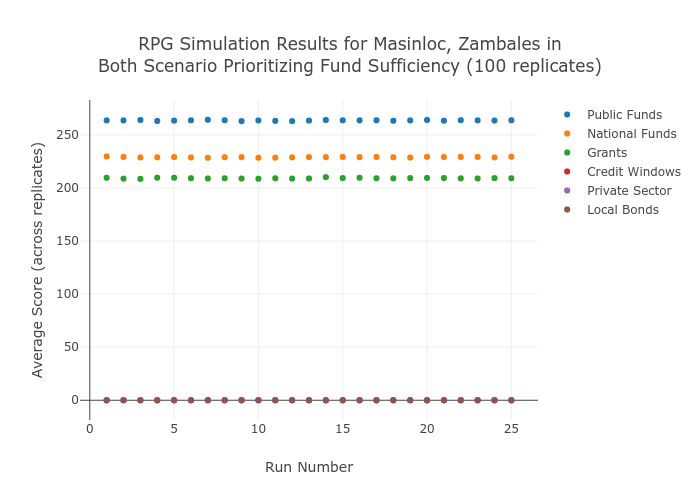 RPG Simulation Results for Masinloc, Zambales in
Both Scenario Prioritizing Fund Sufficiency (100 replicates)
Public Funds
National Funds
Grants
Credit Windows
Private Sector
Local Bonds
Average Score (across replicates)
250
200
150
100
50
0
0 5 10 15 20 25
Run Number